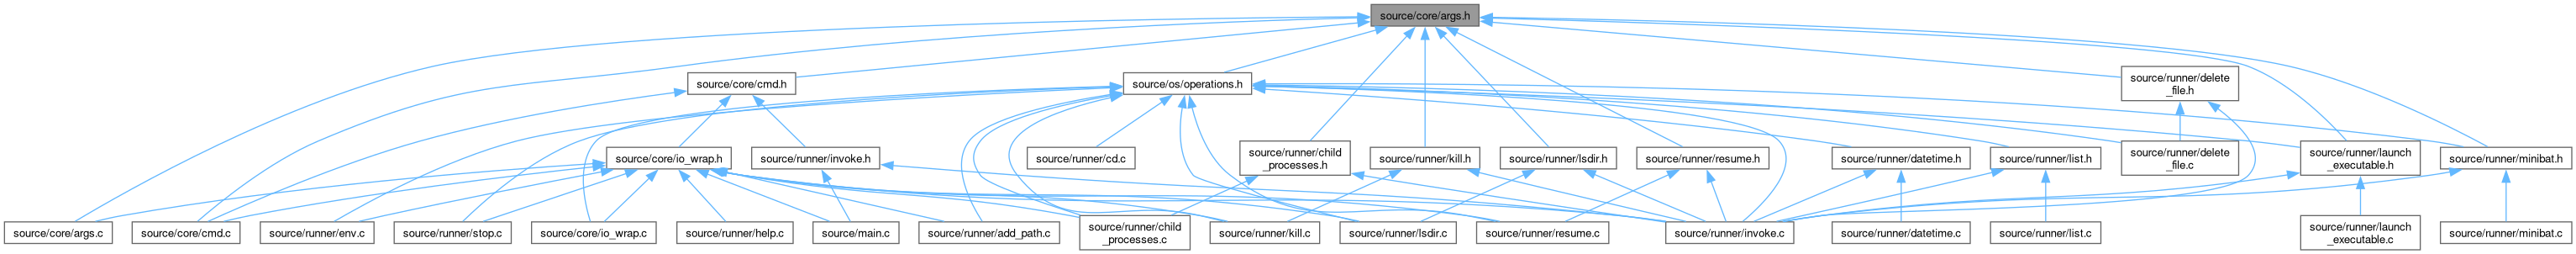 source/core/args.h
source/core/cmd.h
source/os/operations.h
source/runner/delete
_file.h
source/core/io_wrap.h
source/runner/invoke.h
source/runner/cd.c
source/runner/child
_processes.h
source/runner/kill.h
source/runner/lsdir.h
source/runner/resume.h
source/runner/datetime.h
source/runner/list.h
source/runner/delete
_file.c
source/runner/launch
_executable.h
source/runner/minibat.h
source/core/args.c
source/core/cmd.c
source/runner/env.c
source/runner/stop.c
source/core/io_wrap.c
source/runner/help.c
source/main.c
source/runner/add_path.c
source/runner/child
_processes.c
source/runner/kill.c
source/runner/lsdir.c
source/runner/resume.c
source/runner/invoke.c
source/runner/datetime.c
source/runner/list.c
source/runner/launch
_executable.c
source/runner/minibat.c